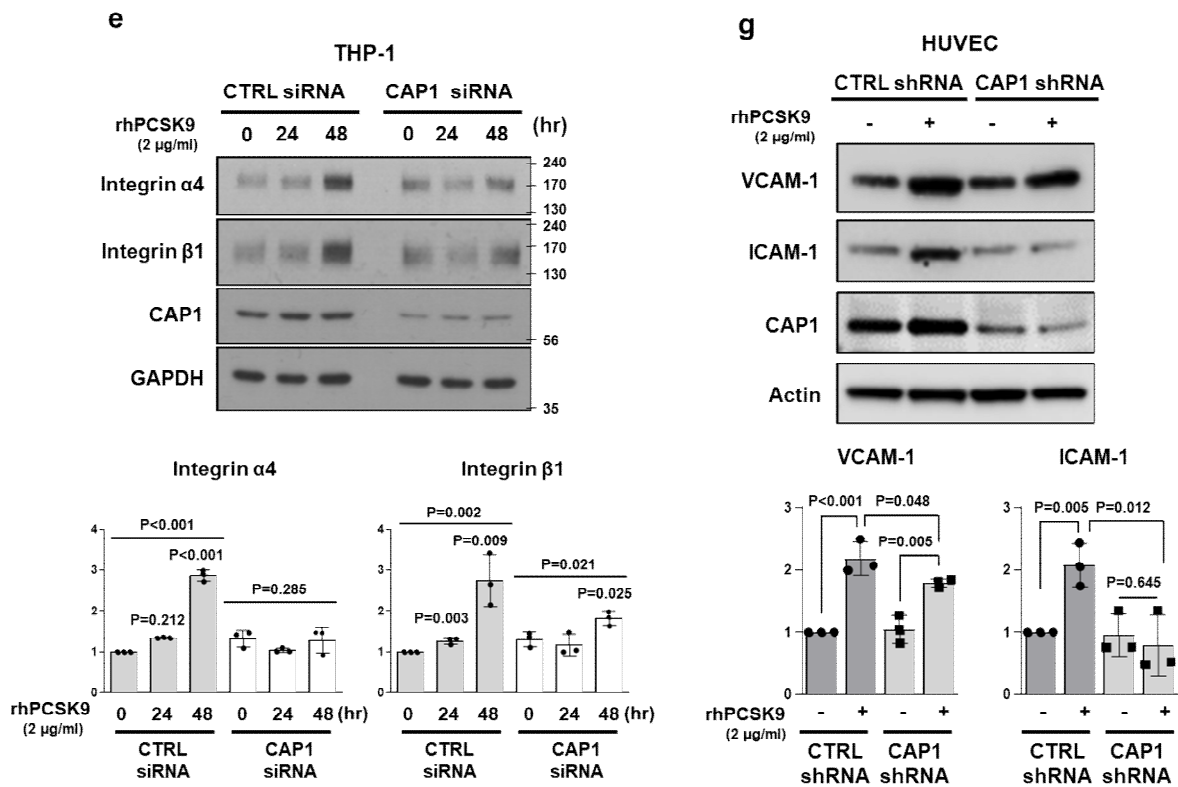 e
THP-1
CTRL siRNA CAP1 siRNA
rhPCSK9 0 24 48 0 24 48 (hr)
(2 µg/ml)
Integrin α4
240
170
130
Integrin β1
240
170
130
CAP1
56
GAPDH
35
Integrin α4
P<0.001
P<0.001
P=0.285
P=0.212
4
3
2
1
0
rhPCSK9 0 24 48 0 24 48 (hr)
(2 µg/ml)
CTRL siRNA
CAP1 siRNA
Integrin β1
P=0.002
P=0.009
P=0.021
P=0.025
P=0.003
4
3
2
1
0
0 24 48 0 24 48 (hr)
CTRL siRNA
CAP1 siRNA
g
HUVEC
CTRL shRNA CAP1 shRNA
rhPCSK9 - + - +
(2 µg/ml)
VCAM-1
ICAM-1
CAP1
Actin
VCAM-1
P<0.001 P=0.048
P=0.005
2
1
0
rhPCSK9 - + - +
(2 µg/ml)
CTRL shRNA
CAP1 shRNA
ICAM-1
P=0.005 P=0.012
P=0.645
2
1
0
- + - +
CTRL shRNA
CAP1 shRNA